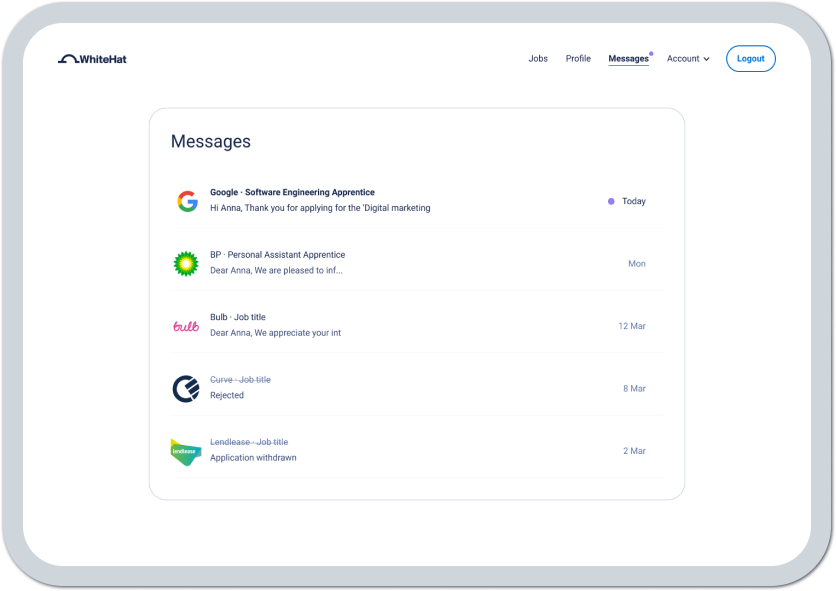 WhiteHat
Jobs Profile Messages Account Logout
Messages
Google · Software Engineering Apprentice
Hi Anna, Thank you for applying for the 'Digital marketing
Today
BP · Personal Assistant Apprentice
Dear Anna, We are pleased to inf...
Mon
bulb
Bulb · Job title
Dear Anna, We appreciate your int
12 Mar
Curve · Job title
Rejected
8 Mar
lendlease
Lendlease · Job title
Application withdrawn
2 Mar